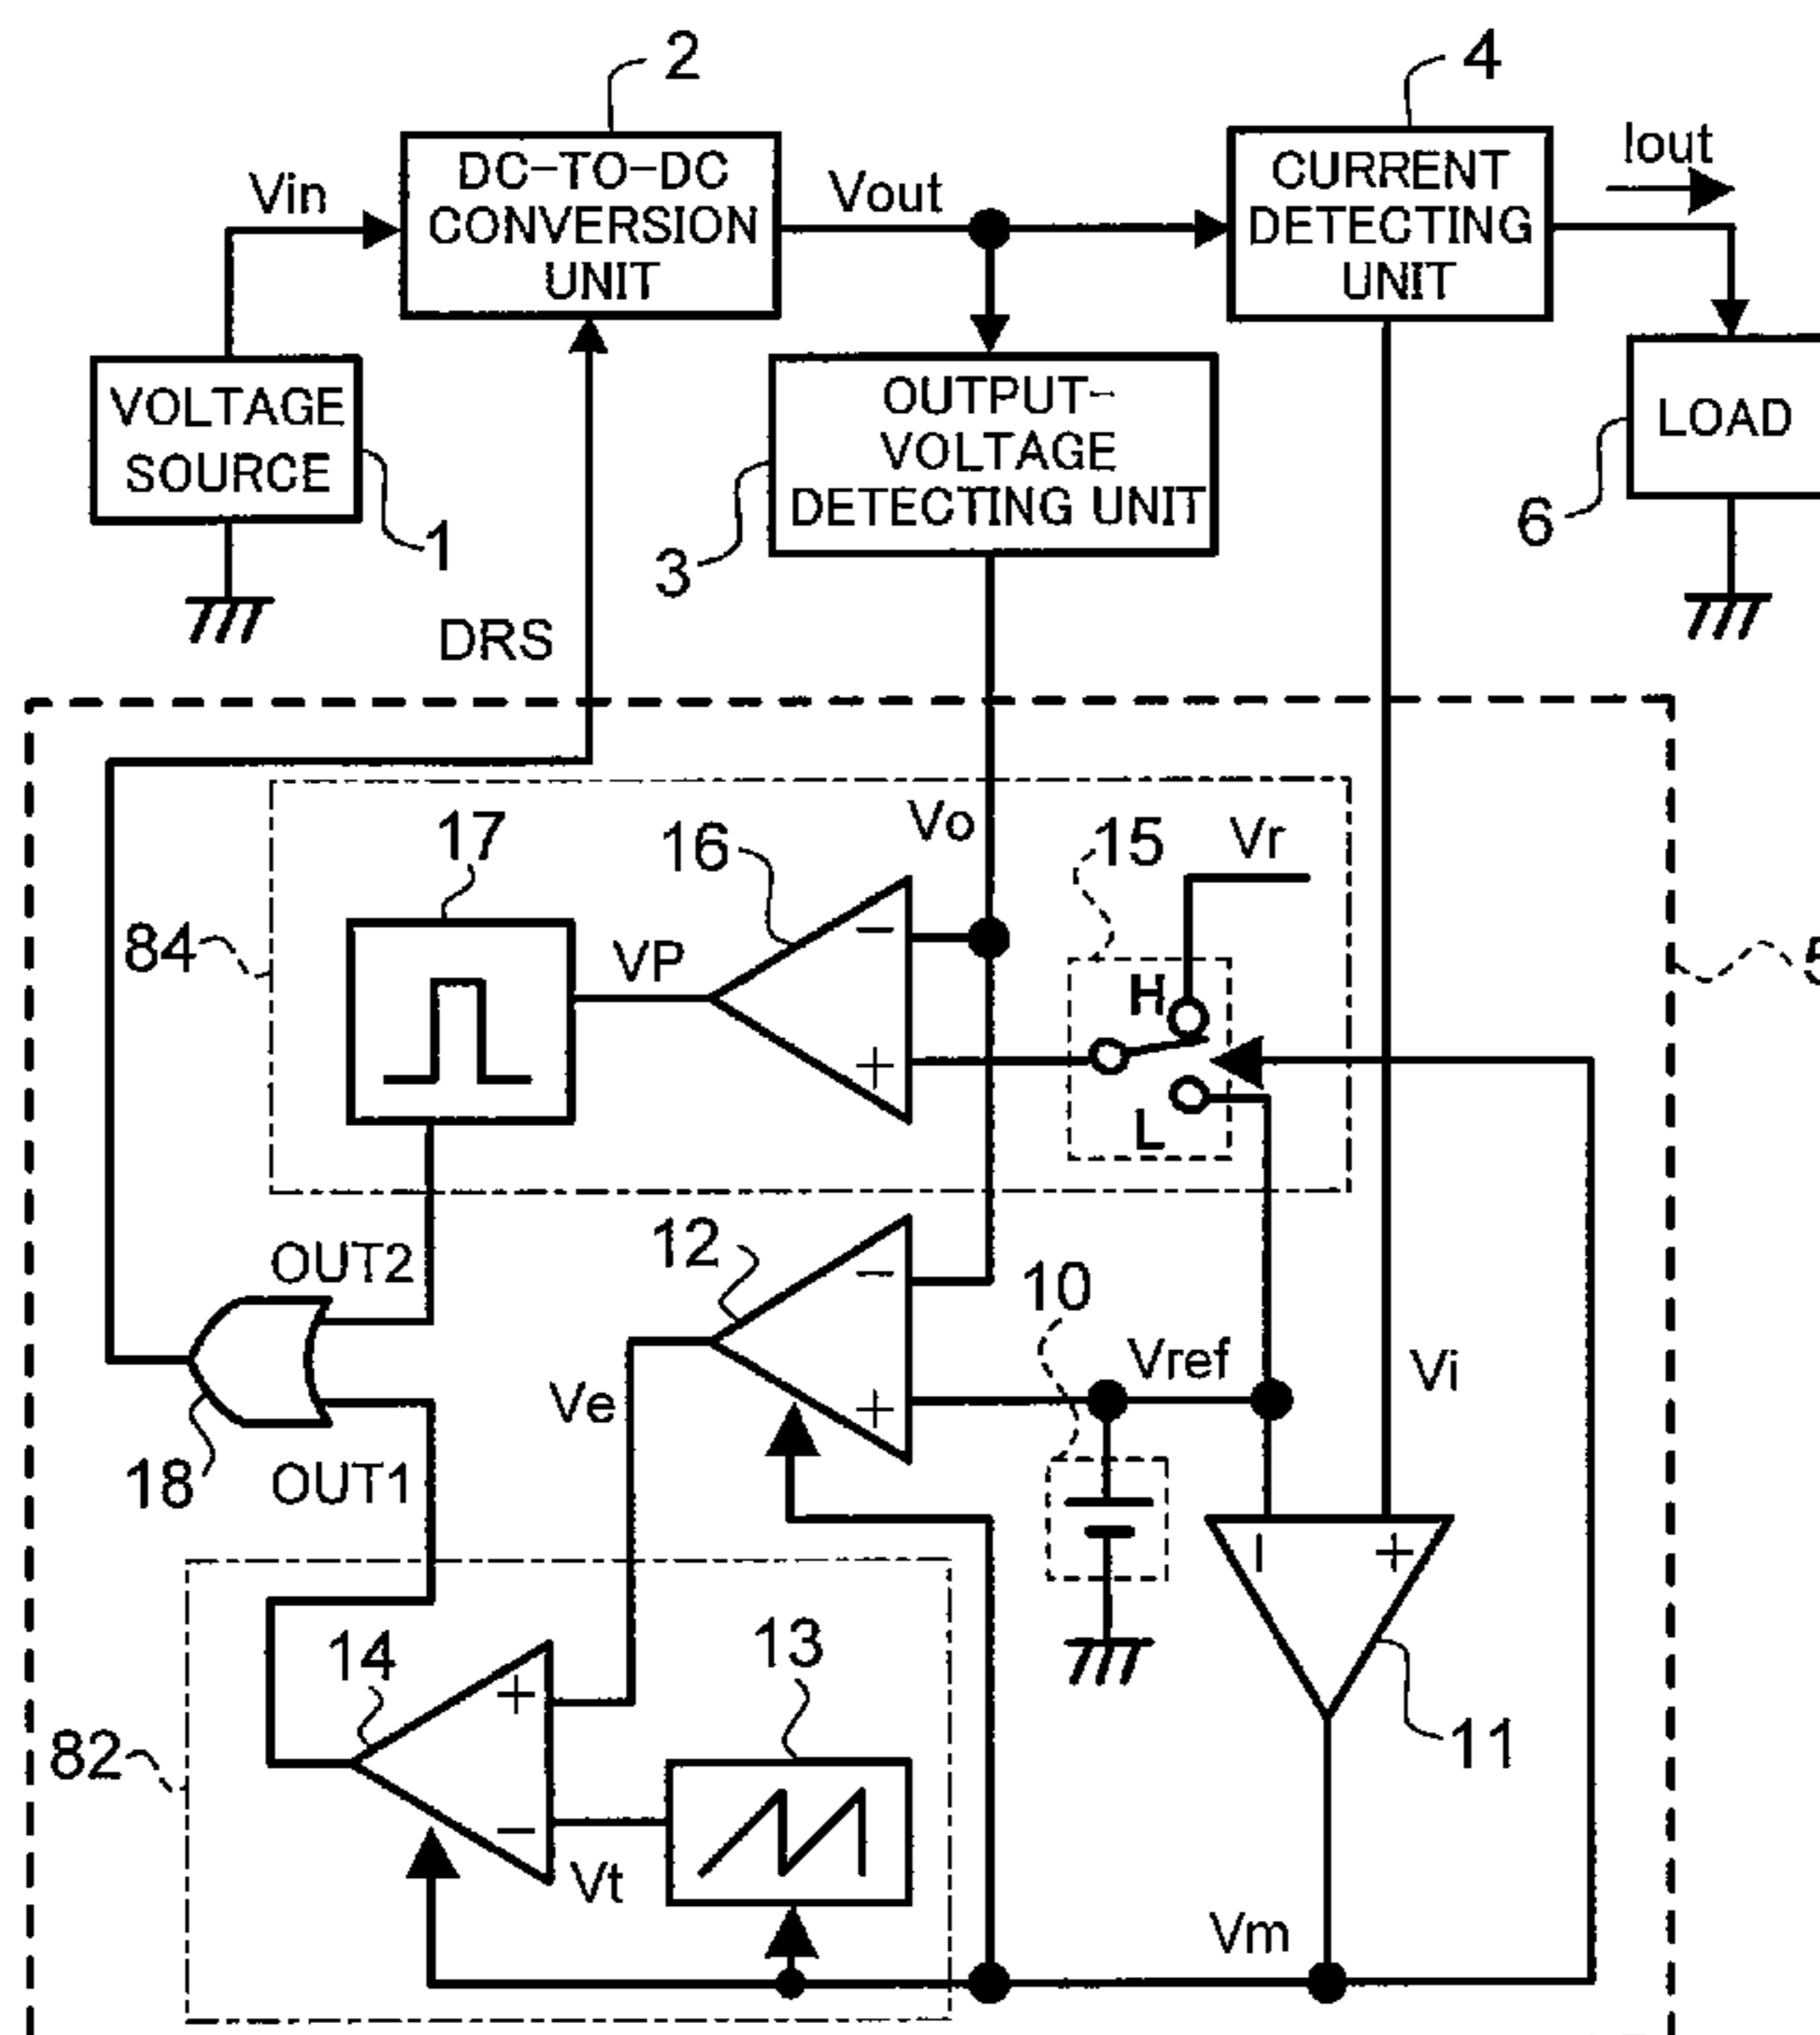 2
4
Vin
DC-TO-DC
CONVERSION
UNIT
Vout
CURRENT
DETECTING
UNIT
Iout
VOLTAGE
SOURCE
1
OUTPUT-
VOLTAGE
DETECTING UNIT
3
LOAD
6
DRS
5
84
17
VP
16
Vo
15
Vr
−
+
H
L
OUT2
12
−
+
10
Vref
Vi
Ve
18
OUT1
82
14
+
−
13
Vt
−
+
11
Vm